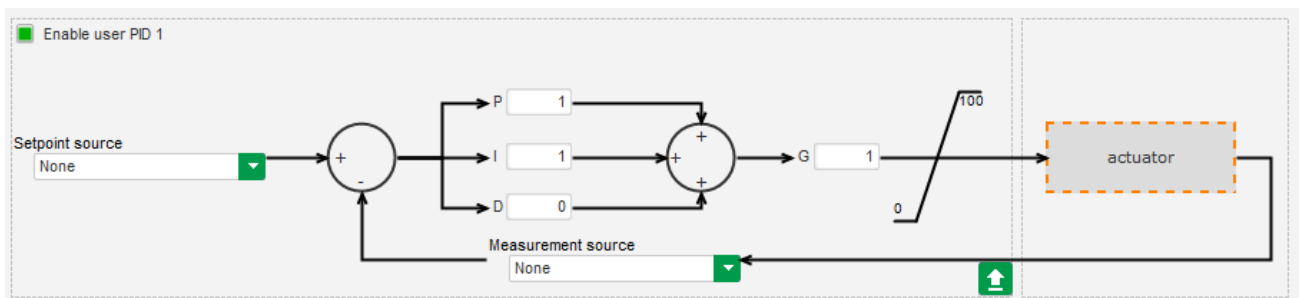 Enable user PID 1
100
P 1
+
Setpoint source
None
+
-
I 1
+
G 1
actuator
D 0
+
0
Measurement source
None